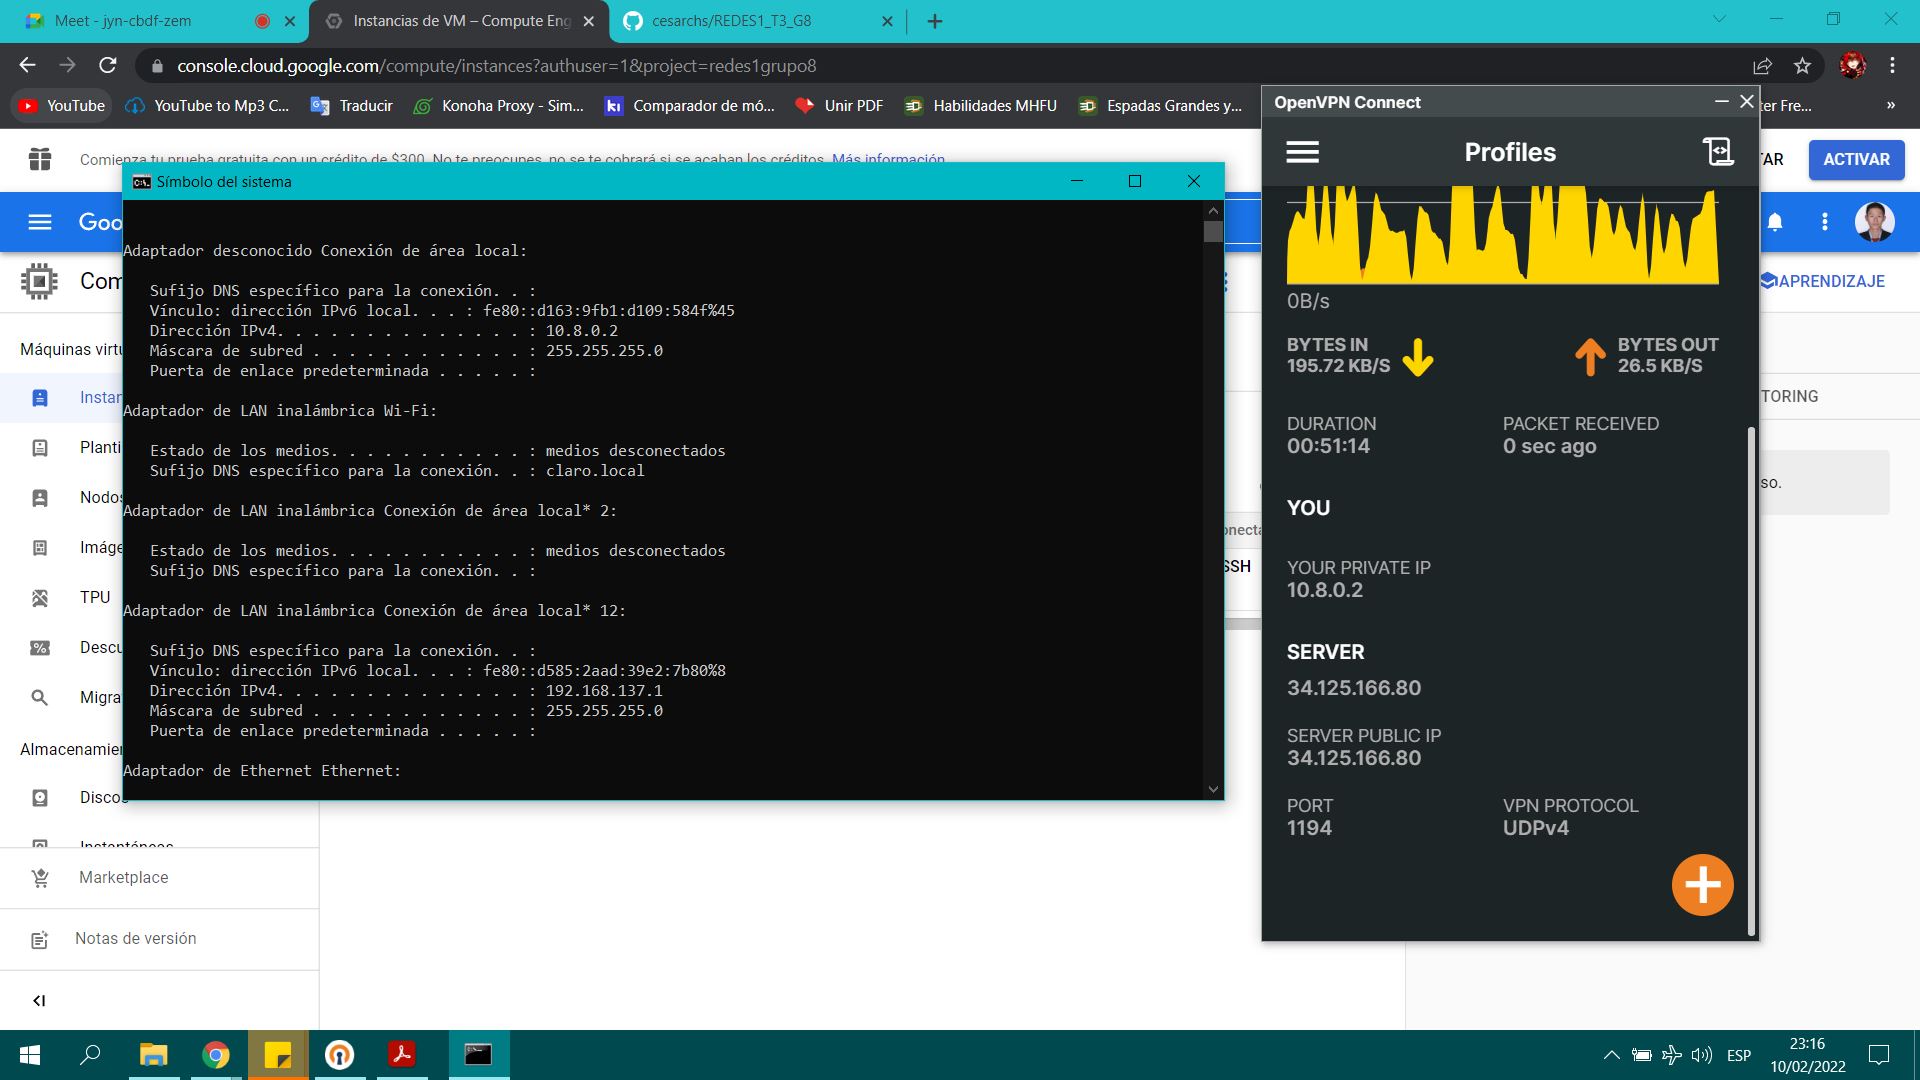 Meet - jyn-cbdf-zem
Instancias de VM – Compute Eng
cesarchs/REDES1_T3_G8
console.cloud.google.com/compute/instances?authuser=1&project=redes1grupo8
YouTube
YouTube to Mp3 C...
Traducir
Konoha Proxy - Sim...
Comparador de mó...
Unir PDF
Habilidades MHFU
Espadas Grandes y...
ter Fre...
»
Comienza tu prueba gratuita con un crédito de $300. No te preocupes, no se te cobrará si se acaban los créditos. Más información
TAR
ACTIVAR
Goo
Com
APRENDIZAJE
Máquinas virtu
Instan
Planti
Nodos
Imáge
TPU
Descu
Migra
Almacenamien
Discos
Instantáneas
Marketplace
Notas de versión
TORING
so.
onecta
SSH
Símbolo del sistema
Adaptador desconocido Conexión de área local:
Sufijo DNS específico para la conexión. . :
Vínculo: dirección IPv6 local. . . : fe80::d163:9fb1:d109:584f%45
Dirección IPv4. . . . . . . . . . . . . . : 10.8.0.2
Máscara de subred . . . . . . . . . . . . : 255.255.255.0
Puerta de enlace predeterminada . . . . . :
Adaptador de LAN inalámbrica Wi-Fi:
Estado de los medios. . . . . . . . . . . : medios desconectados
Sufijo DNS específico para la conexión. . : claro.local
Adaptador de LAN inalámbrica Conexión de área local* 2:
Estado de los medios. . . . . . . . . . . : medios desconectados
Sufijo DNS específico para la conexión. . :
Adaptador de LAN inalámbrica Conexión de área local* 12:
Sufijo DNS específico para la conexión. . :
Vínculo: dirección IPv6 local. . . : fe80::d585:2aad:39e2:7b80%8
Dirección IPv4. . . . . . . . . . . . . . : 192.168.137.1
Máscara de subred . . . . . . . . . . . . : 255.255.255.0
Puerta de enlace predeterminada . . . . . :
Adaptador de Ethernet Ethernet:
OpenVPN Connect
Profiles
0B/s
BYTES IN
195.72 KB/S
BYTES OUT
26.5 KB/S
DURATION
00:51:14
PACKET RECEIVED
0 sec ago
YOU
YOUR PRIVATE IP
10.8.0.2
SERVER
34.125.166.80
SERVER PUBLIC IP
34.125.166.80
PORT
1194
VPN PROTOCOL
UDPv4
ESP
23:16
10/02/2022